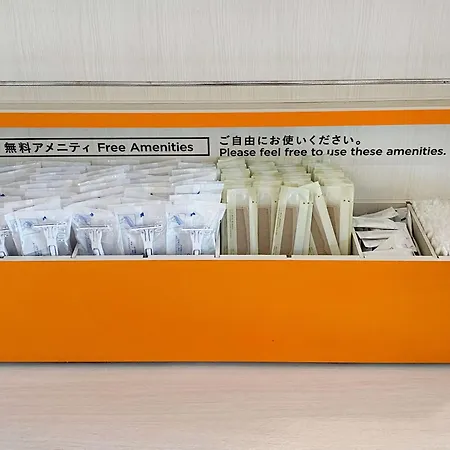 無料アメニティ Free Amenities
ご自由にお使いください。
Please feel free to use these amenities.